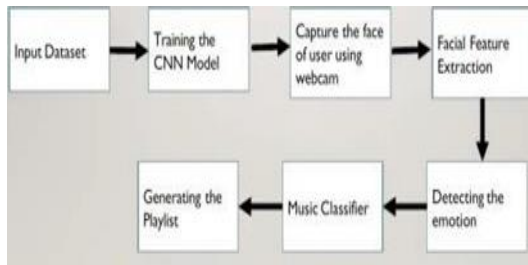 Input Dataset
Training the
CNN Model
Capture the face
of user using
webcam
Facial Feature
Extraction
Detecting the
emotion
Music Classifier
Generating the
Playlist